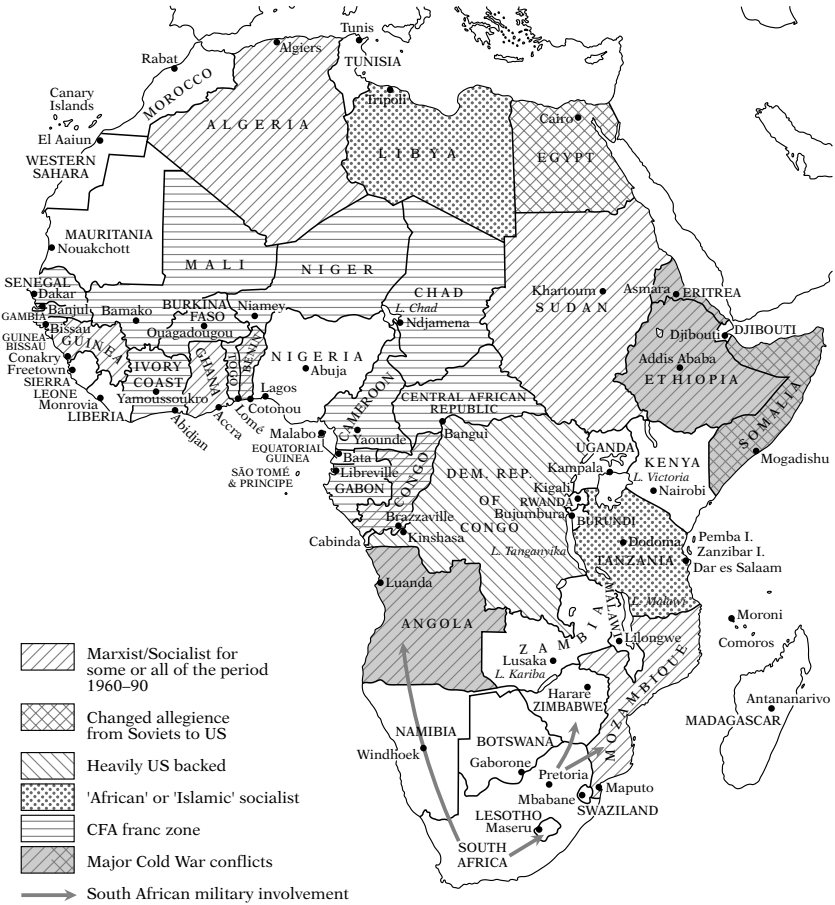 Tunis
Algiers
Rabat
TUNISIA
MOROCCO
Canary
Islands
Tripoli
ALGERIA
Cairo
El Aaiun
LIBYA
EGYPT
WESTERN
SAHARA
MAURITANIA
Nouakchott
MALI
NIGER
CHAD
SENEGAL
Dakar
Khartoum
SUDAN
Asmara
ERITREA
BURKINA
FASO
Niamey
L. Chad
GAMBIA
Banjul
Bamako
Ndjamena
Bissau
Ouagadougou
Djibouti
DJIBOUTI
GUINEA
BISSAU
GUINEA
Conakry
Freetown
SIERRA
LEONE
IVORY
COAST
GHANA
TOGO
BENIN
NIGERIA
Abuja
Addis Ababa
ETHIOPIA
SOMALIA
Yamoussoukro
Lagos
Monrovia
LIBERIA
Abidjan
Accra
Lomé
Cotonou
CAMEROON
CENTRAL AFRICAN
REPUBLIC
Bangui
Malabo
Yaounde
EQUATORIAL
GUINEA
Bata
Libreville
SÃO TOMÉ
& PRINCIPE
GABON
CONGO
DEM. REP.
OF
CONGO
UGANDA
Kampala
KENYA
L. Victoria
Nairobi
Mogadishu
Kigali
RWANDA
Bujumbura
BURUNDI
Brazzaville
Kinshasa
Cabinda
L. Tanganyika
Dodoma
TANZANIA
Pemba I.
Zanzibar I.
Dar es Salaam
Luanda
ANGOLA
MALAWI
L. Malawi
Moroni
Comoros
ZAMBIA
Lilongwe
Lusaka
L. Kariba
Harare
ZIMBABWE
MOZAMBIQUE
Antananarivo
MADAGASCAR
NAMIBIA
Windhoek
BOTSWANA
Gaborone
Pretoria
Mbabane
Maputo
SWAZILAND
LESOTHO
Maseru
SOUTH
AFRICA
Marxist/Socialist for
some or all of the period
1960–90
Changed allegience
from Soviets to US
Heavily US backed
'African' or 'Islamic' socialist
CFA franc zone
Major Cold War conflicts
South African military involvement